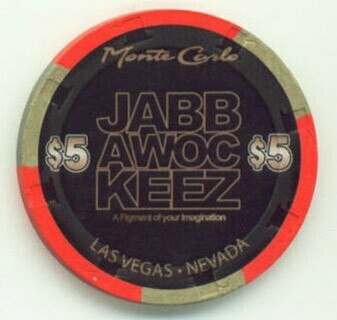 Monte Carlo
JABB
$5 AWOC $5
KEEZ
A Figment of your Imagination
LAS VEGAS • NEVADA